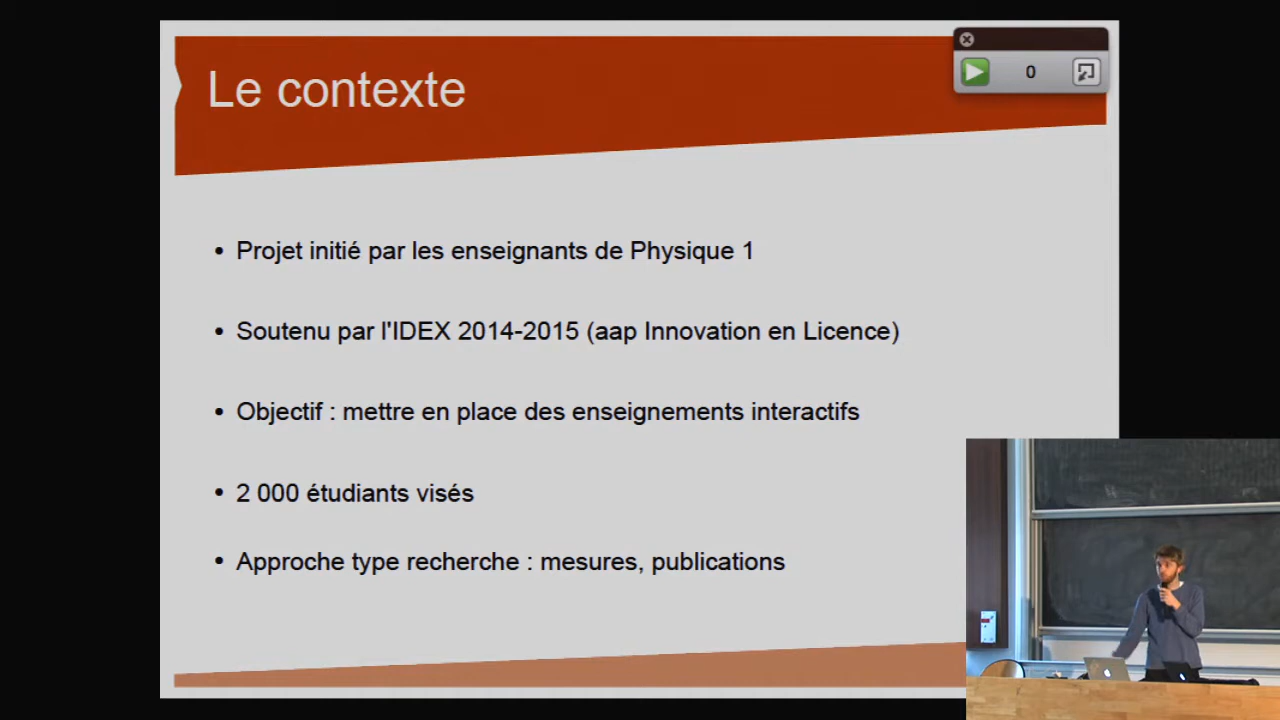 Le contexte
0
• Projet initié par les enseignants de Physique 1
• Soutenu par l'IDEX 2014-2015 (aap Innovation en Licence)
• Objectif : mettre en place des enseignements interactifs
• 2 000 étudiants visés
• Approche type recherche : mesures, publications